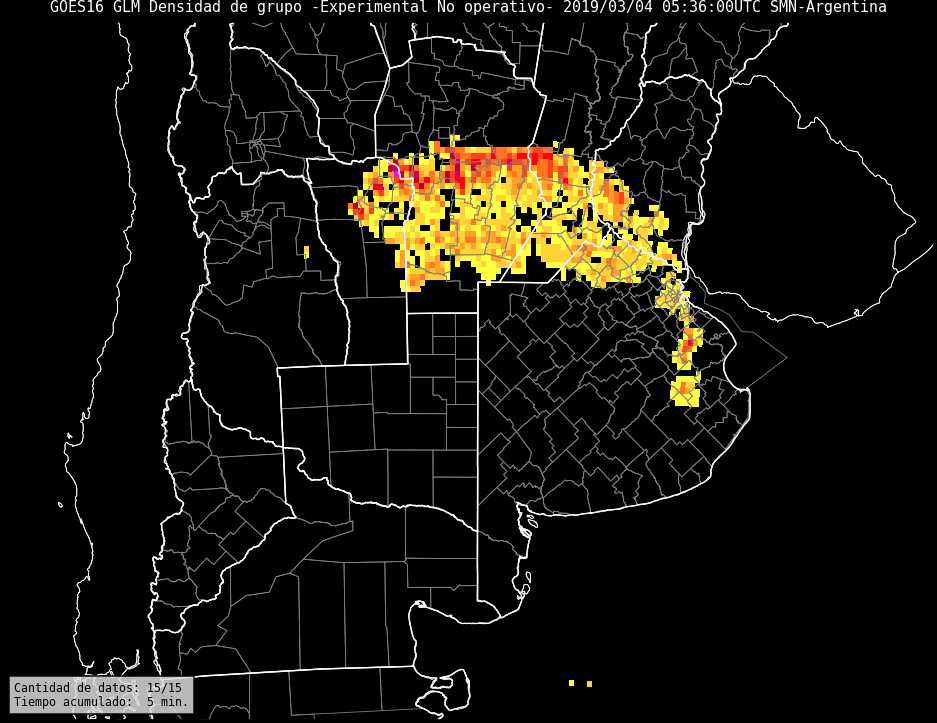 GOES16 GLM Densidad de grupo -Experimental No operativo- 2019/03/04 05:36:00UTC SMN-Argentina
Cantidad de datos: 15/15
Tiempo acumulado:  5 min.